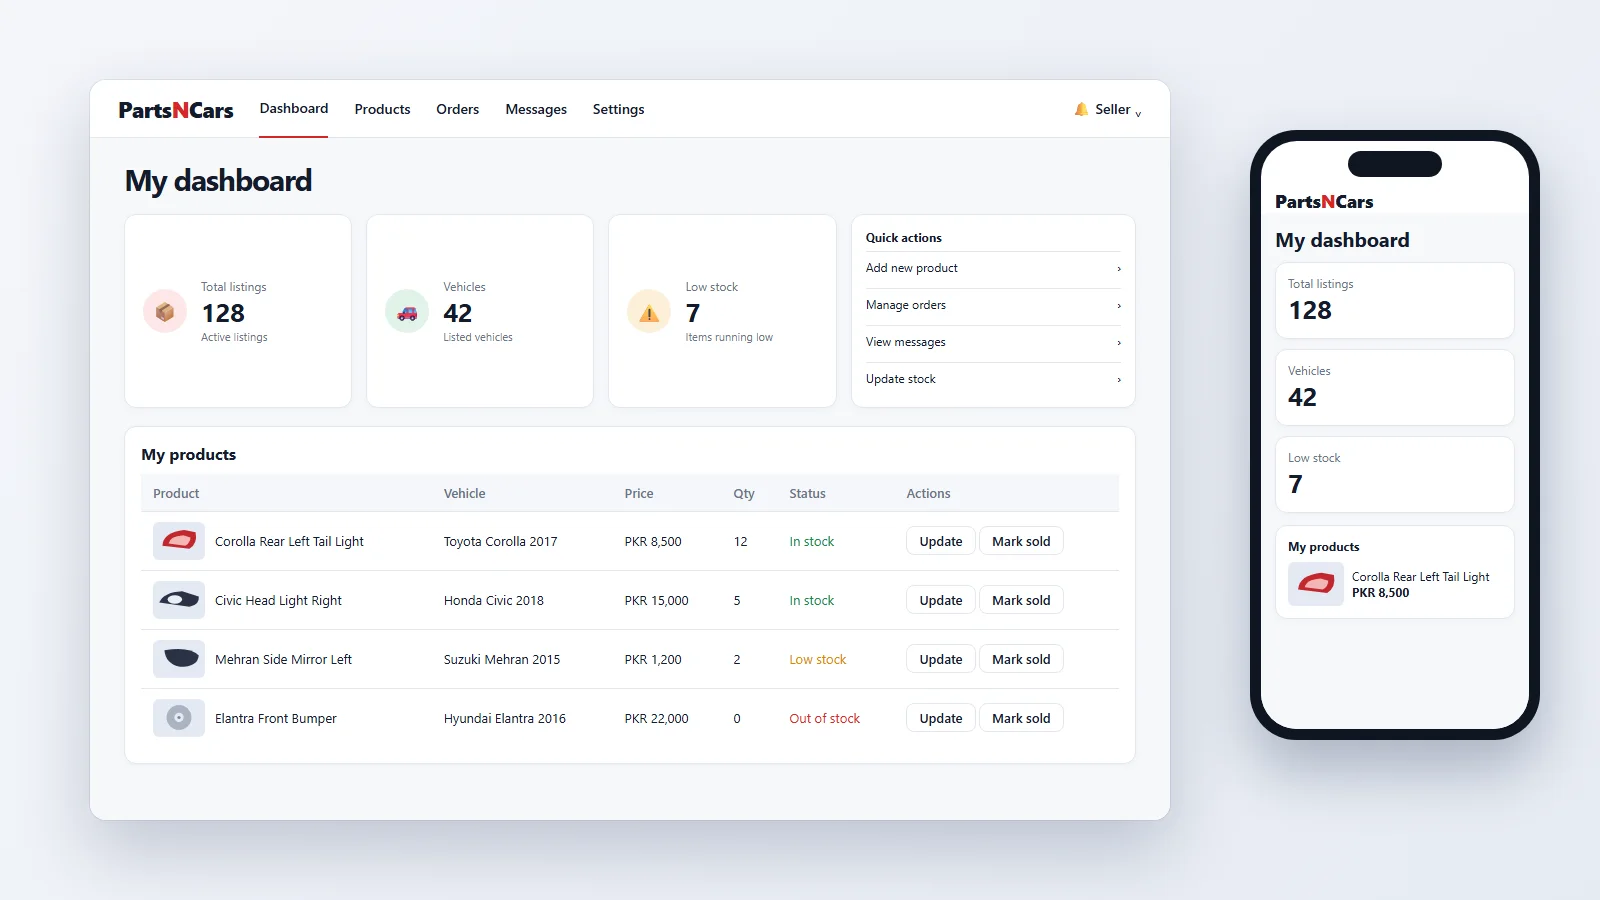 PartsNCars Dashboard Products Orders Messages Settings Seller
My dashboard
Total listings
128
Active listings
Vehicles
42
Listed vehicles
Low stock
7
Items running low
Quick actions
Add new product
Manage orders
View messages
Update stock
My products
Product Vehicle Price Qty Status Actions
Corolla Rear Left Tail Light Toyota Corolla 2017 PKR 8,500 12 In stock Update Mark sold
Civic Head Light Right Honda Civic 2018 PKR 15,000 5 In stock Update Mark sold
Mehran Side Mirror Left Suzuki Mehran 2015 PKR 1,200 2 Low stock Update Mark sold
Elantra Front Bumper Hyundai Elantra 2016 PKR 22,000 0 Out of stock Update Mark sold
PartsNCars
My dashboard
Total listings
128
Vehicles
42
Low stock
7
My products
Corolla Rear Left Tail Light
PKR 8,500